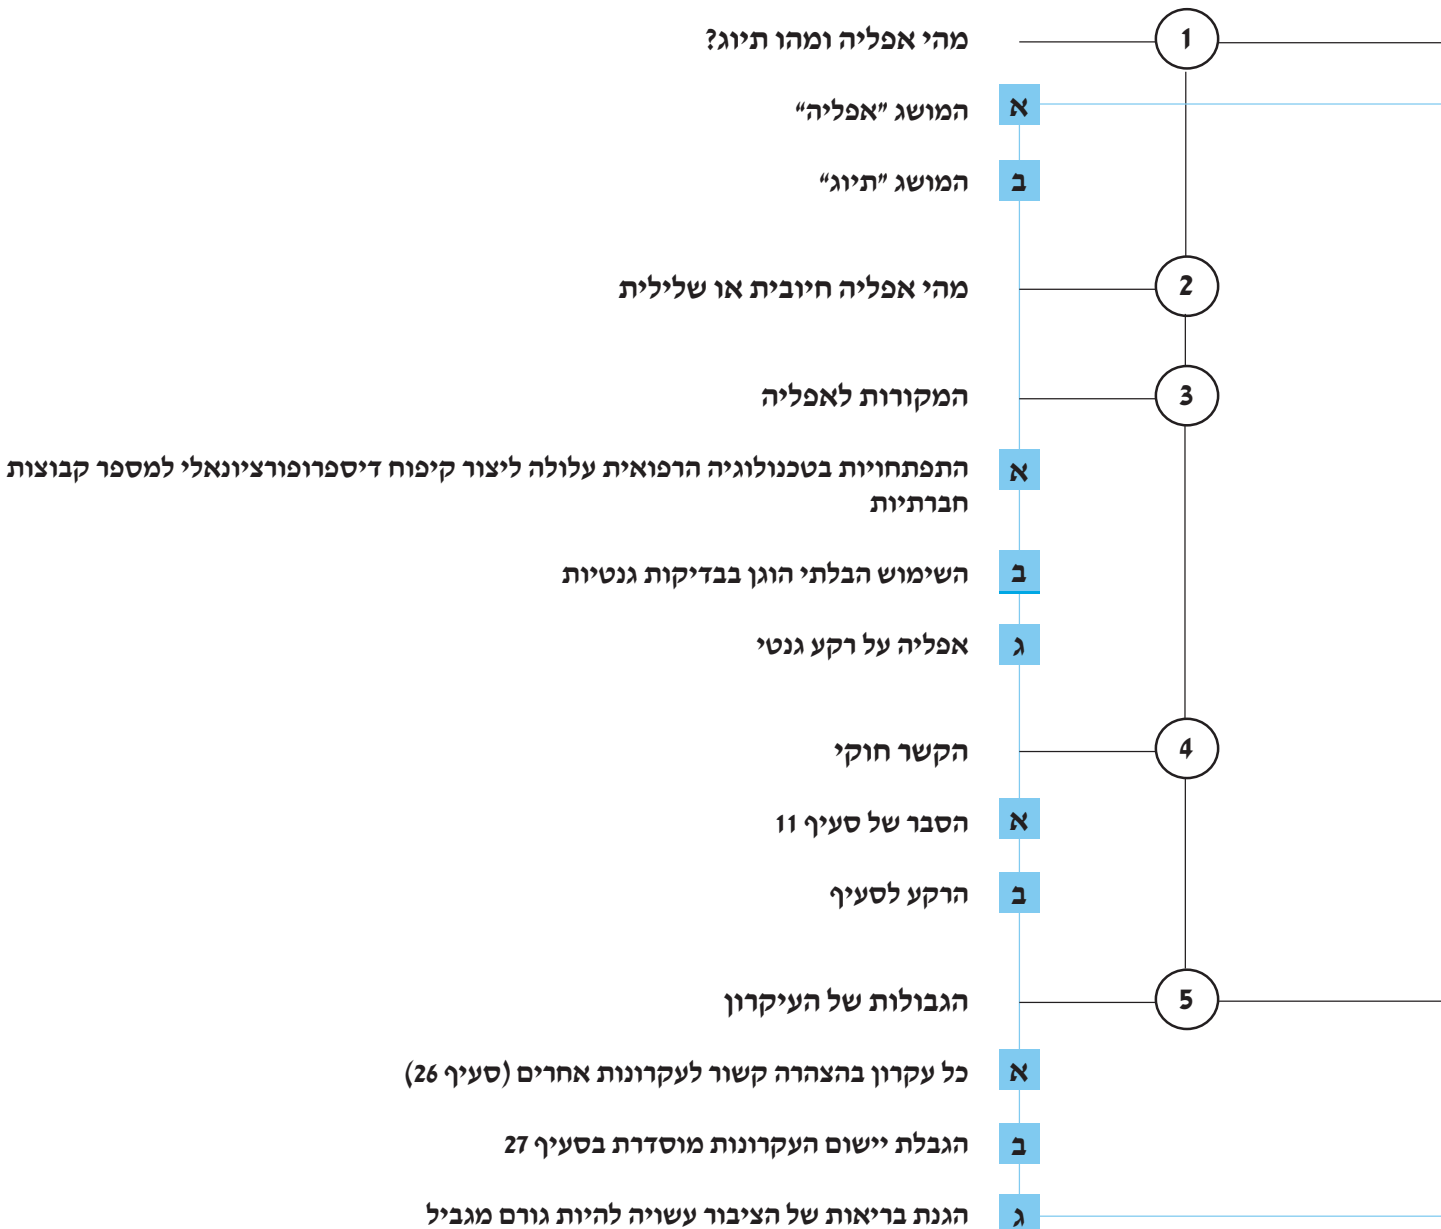 1 מהי אפליה ומהו תיוג?
א המושג "אפליה"
ב המושג "תיוג"
2 מהי אפליה חיובית או שלילית
3 המקורות לאפליה
א התפתחויות בטכנולוגיה הרפואית עלולה ליצור קיפוח דיספרופורציונאלי למספר קבוצות
חברתיות
ב השימוש הבלתי הוגן בבדיקות גנטיות
ג אפליה על רקע גנטי
4 הקשר חוקי
א הסבר של סעיף 11
ב הרקע לסעיף
5 הגבולות של העיקרון
א כל עקרון בהצהרה קשור לעקרונות אחרים (סעיף 26)
ב הגבלת יישום העקרונות מוסדרת בסעיף 27
ג הגנת בריאות של הציבור עשויה להיות גורם מגביל